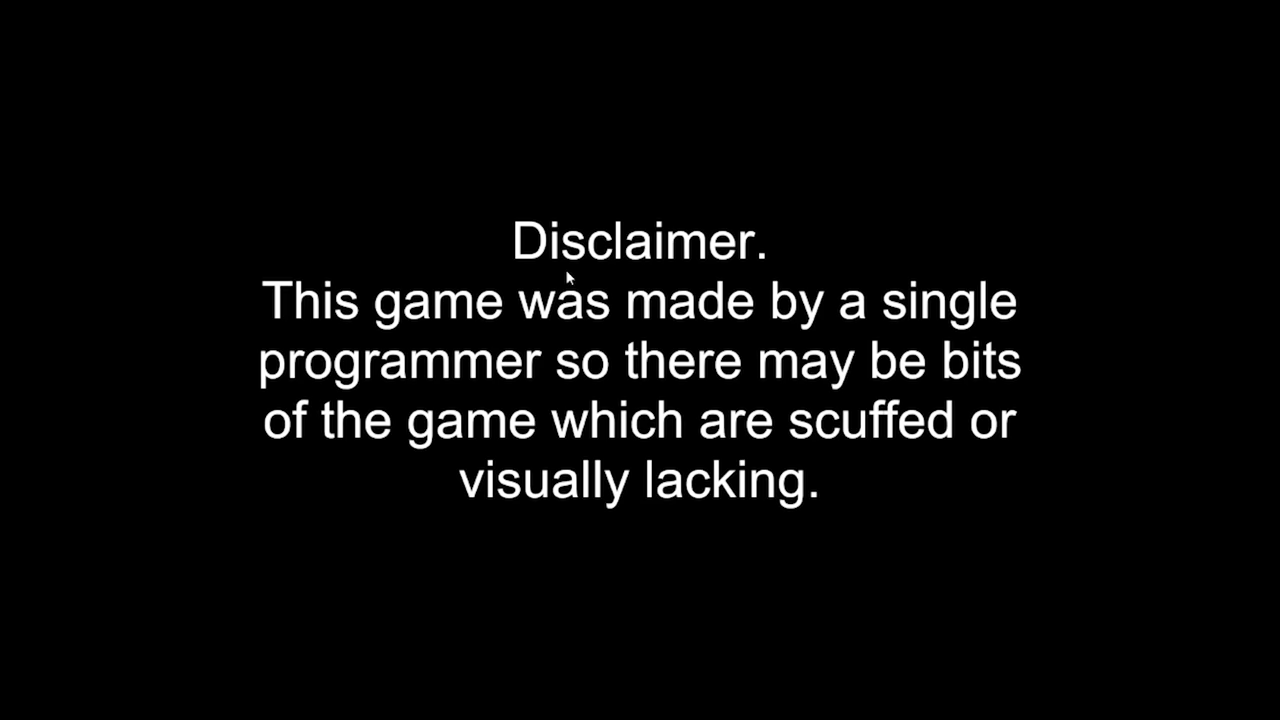 Disclaimer.
This game was made by a single
programmer so there may be bits
of the game which are scuffed or
visually lacking.